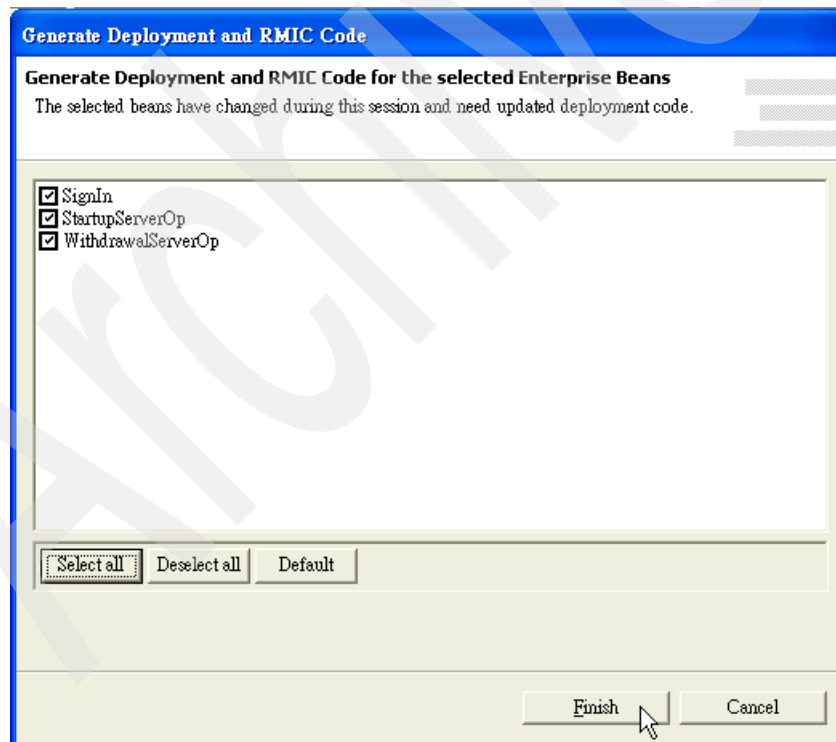 Generate Deployment and RMIC Code
Generate Deployment and RMIC Code for the selected Enterprise Beans
The selected beans have changed during this session and need updated deployment code.
SignIn
StartupServerOp
WithdrawalServerOp
Select all Deselect all Default
Finish Cancel